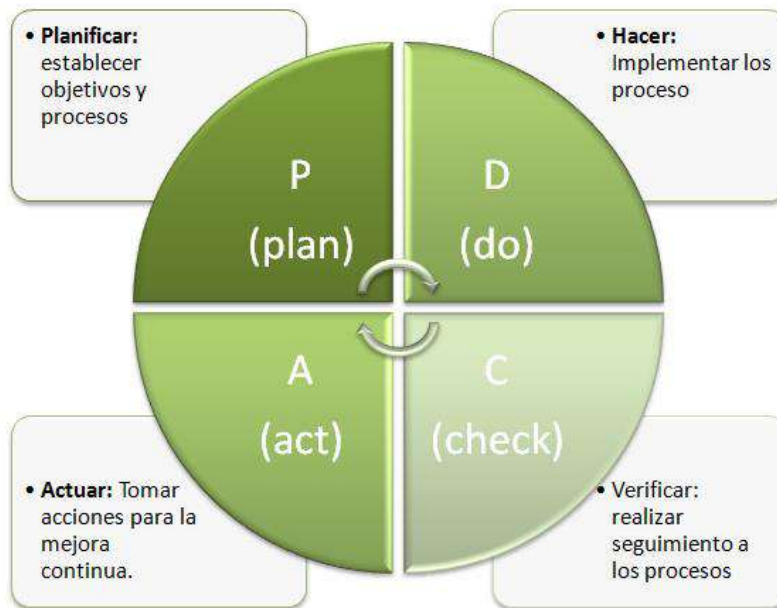 • Planificar:
establecer
objetivos y
procesos
• Hacer:
Implementar los
proceso
P
(plan)
D
(do)
A
(act)
C
(check)
• Actuar: Tomar
acciones para la
mejora
continua.
• Verificar:
realizar
seguimiento a
los procesos